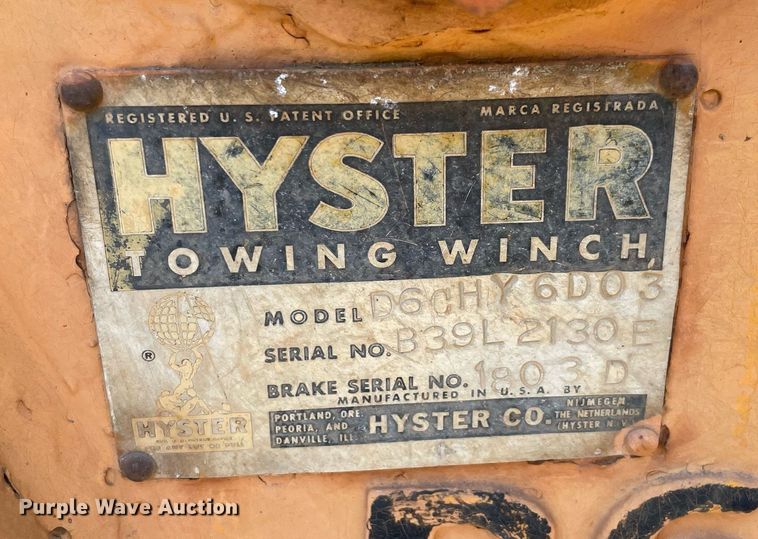 REGISTERED U. S. PATENT OFFICE MARCA REGISTRADA
HYSTER
TOWING WINCH
MODEL D6CHY6D03
SERIAL NO. B39L2130E
BRAKE SERIAL NO. 1803D
MANUFACTURED IN U.S.A. BY
®
HYSTER
PORTLAND, ORE.
PEORIA, AND
DANVILLE, ILL.
HYSTER CO.
NIJMEGEN
THE NETHERLANDS
(HYSTER N.V.)
Purple Wave Auction